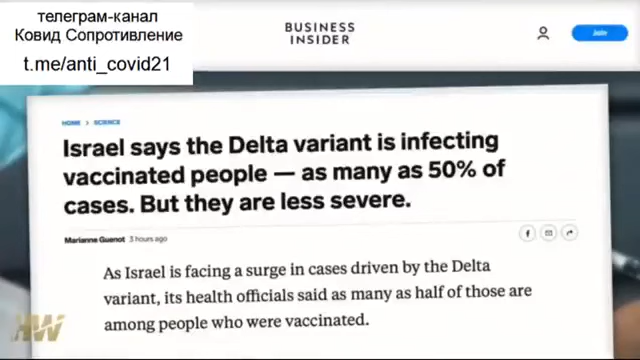 телеграм-канал
Ковид Сопротивление
t.me/anti_covid21
BUSINESS
INSIDER
Join
HOME > SCIENCE
Israel says the Delta variant is infecting
vaccinated people — as many as 50% of
cases. But they are less severe.
Marianne Guenot 3 hours ago
As Israel is facing a surge in cases driven by the Delta
variant, its health officials said as many as half of those are
among people who were vaccinated.
HW